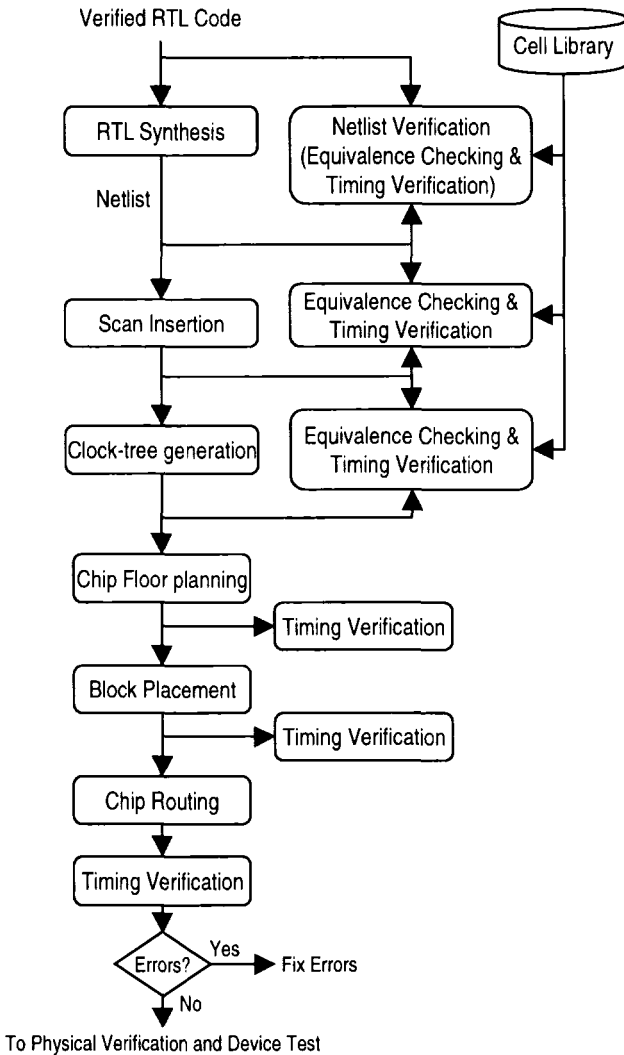 Verified RTL Code
Cell Library
RTL Synthesis
Netlist Verification
(Equivalence Checking &
Timing Verification)
Netlist
Scan Insertion
Equivalence Checking &
Timing Verification
Clock-tree generation
Equivalence Checking &
Timing Verification
Chip Floor planning
Timing Verification
Block Placement
Timing Verification
Chip Routing
Timing Verification
Errors?
Yes
Fix Errors
No
To Physical Verification and Device Test